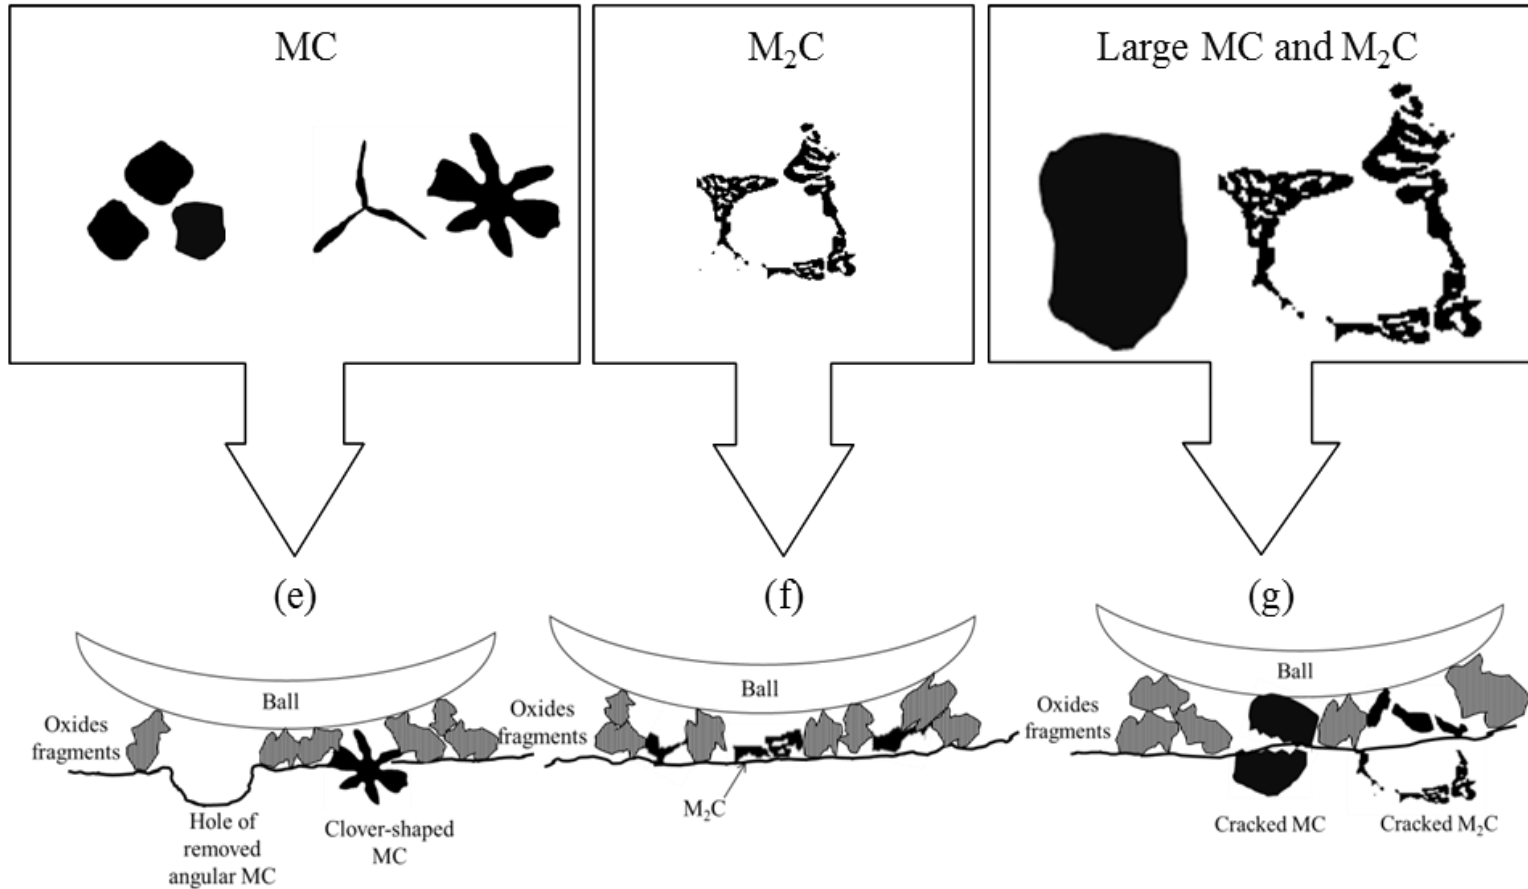 MC
M₂C
Large MC and M₂C
(e)
Ball
Oxides
fragments
Hole of
removed
angular MC
Clover-shaped
MC
(f)
Ball
Oxides
fragments
M₂C
(g)
Ball
Oxides
fragments
Cracked MC
Cracked M₂C